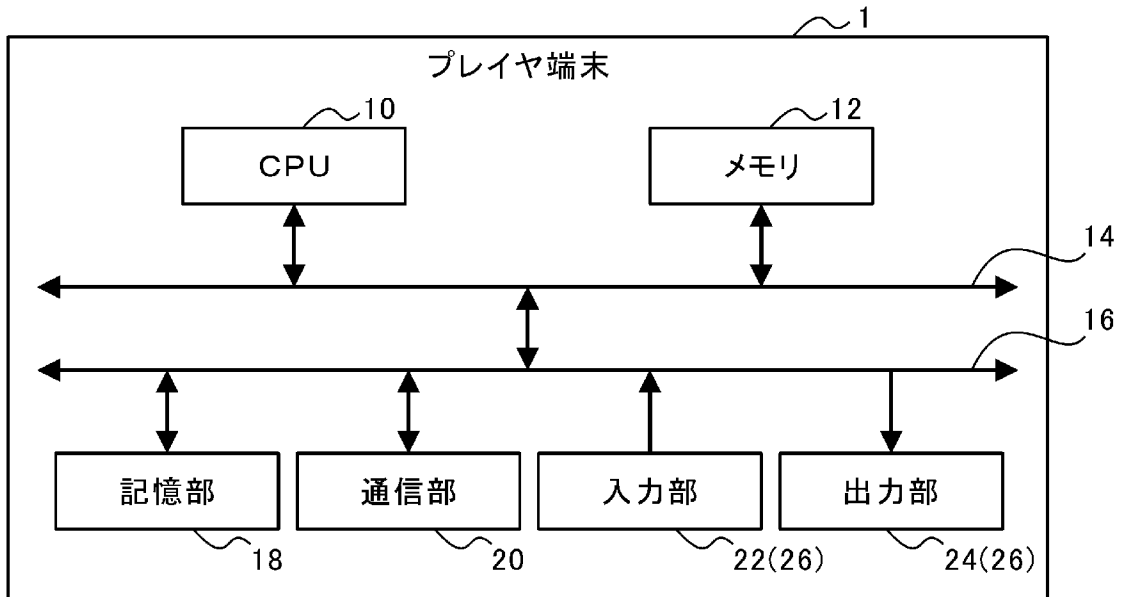 1
プレイヤ端末
10
12
CPU
メモリ
14
16
記憶部
通信部
入力部
出力部
18
20
22(26)
24(26)